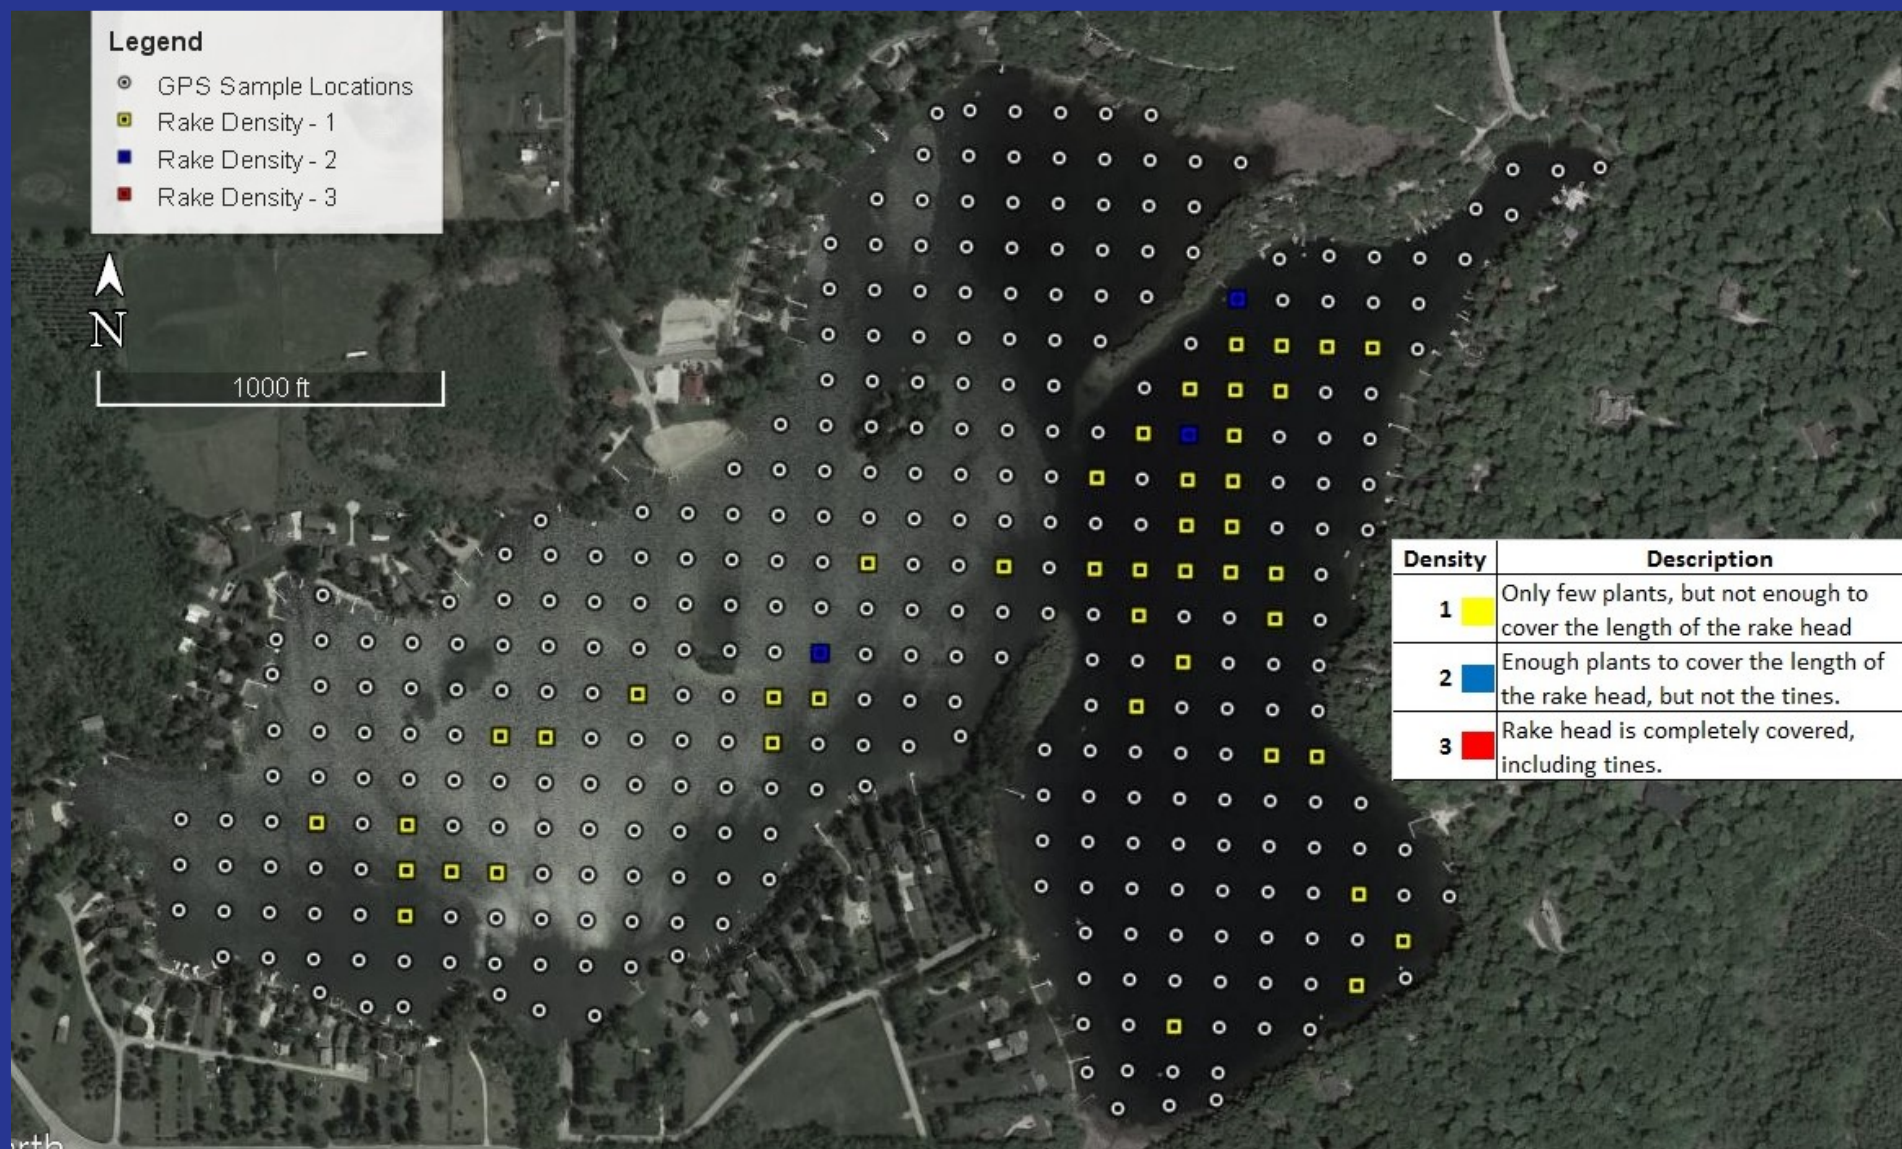 Legend
GPS Sample Locations
Rake Density - 1
Rake Density - 2
Rake Density - 3
N
1000 ft
Density Description
1 Only few plants, but not enough to
cover the length of the rake head
2 Enough plants to cover the length of
the rake head, but not the tines.
3 Rake head is completely covered,
including tines.